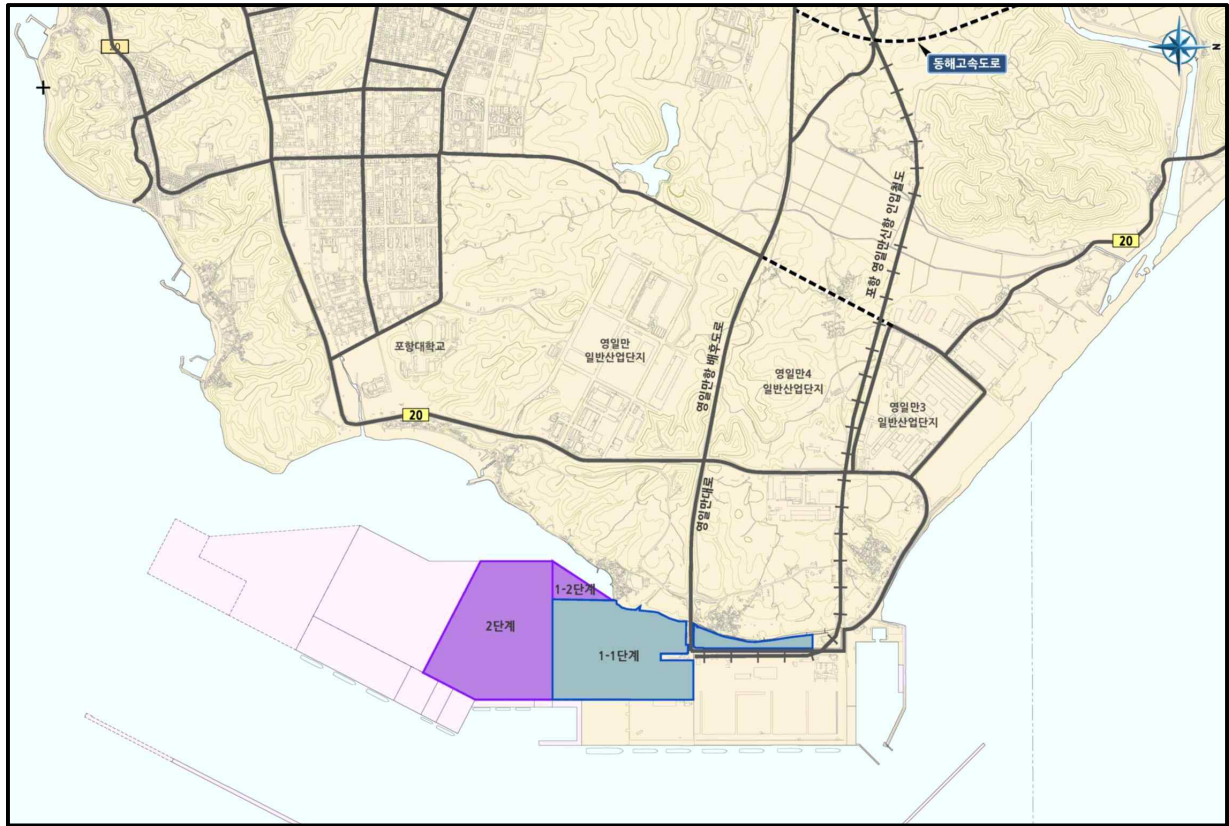 20
N
동해고속도로
포항 영일만신항 인입철도
20
포항대학교
영일만
일반산업단지
영일만항 배후도로
영일만4
일반산업단지
영일만3
일반산업단지
20
영일만대로
1-2단계
2단계
1-1단계